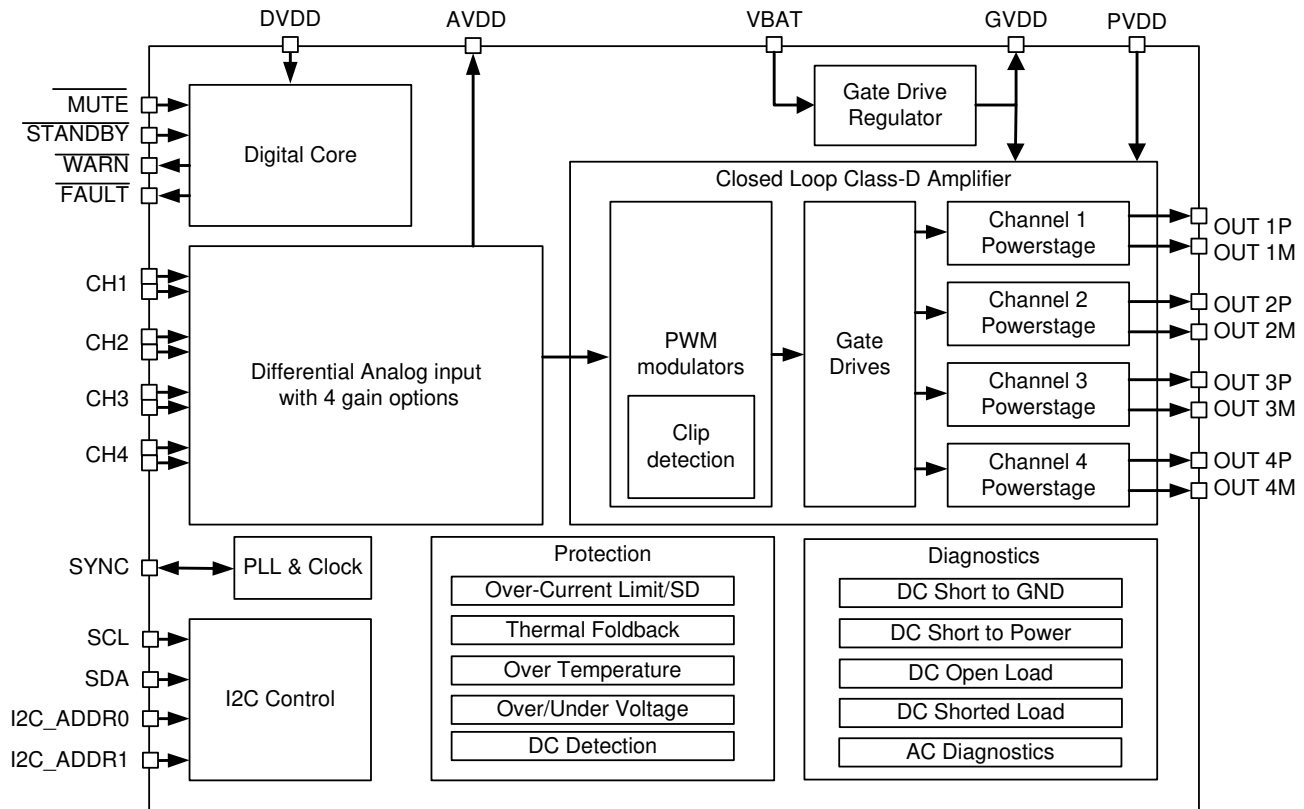 DVDD
AVDD
VBAT
GVDD
PVDD
MUTE
STANDBY
WARN
FAULT
Digital Core
Gate Drive
Regulator
Closed Loop Class-D Amplifier
CH1
CH2
CH3
CH4
Differential Analog input
with 4 gain options
PWM
modulators
Clip
detection
Gate
Drives
Channel 1
Powerstage
Channel 2
Powerstage
Channel 3
Powerstage
Channel 4
Powerstage
OUT 1P
OUT 1M
OUT 2P
OUT 2M
OUT 3P
OUT 3M
OUT 4P
OUT 4M
SYNC
PLL & Clock
SCL
SDA
I2C_ADDR0
I2C_ADDR1
I2C Control
Protection
Over-Current Limit/SD
Thermal Foldback
Over Temperature
Over/Under Voltage
DC Detection
Diagnostics
DC Short to GND
DC Short to Power
DC Open Load
DC Shorted Load
AC Diagnostics